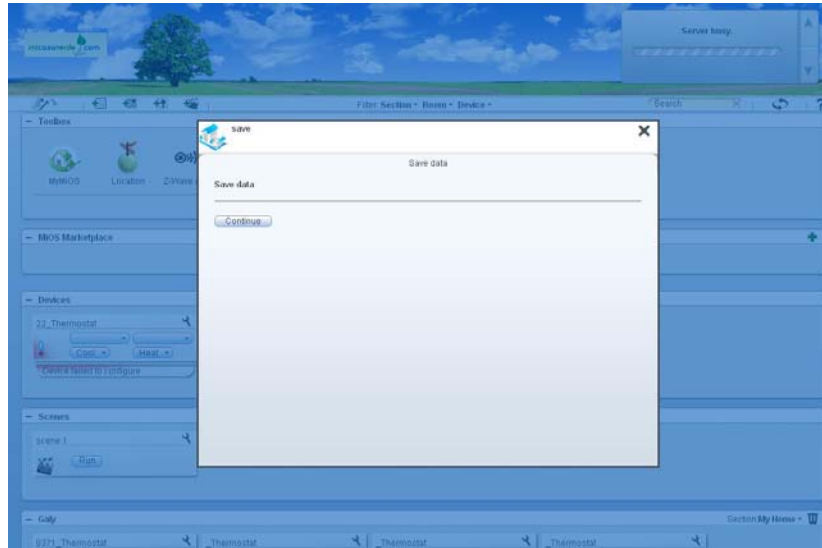 micasaverde.com
Server busy.
Filter: Section Room Device
Search
Toolbox
MyMiOS Location Z-Wave
save
Save data
Save data
Continue
MiOS Marketplace
Devices
22_Thermostat
Cool Heat
Device failed to configure
Scenes
scene 1
Run
Section My Home
_Thermostat _Thermostat _Thermostat